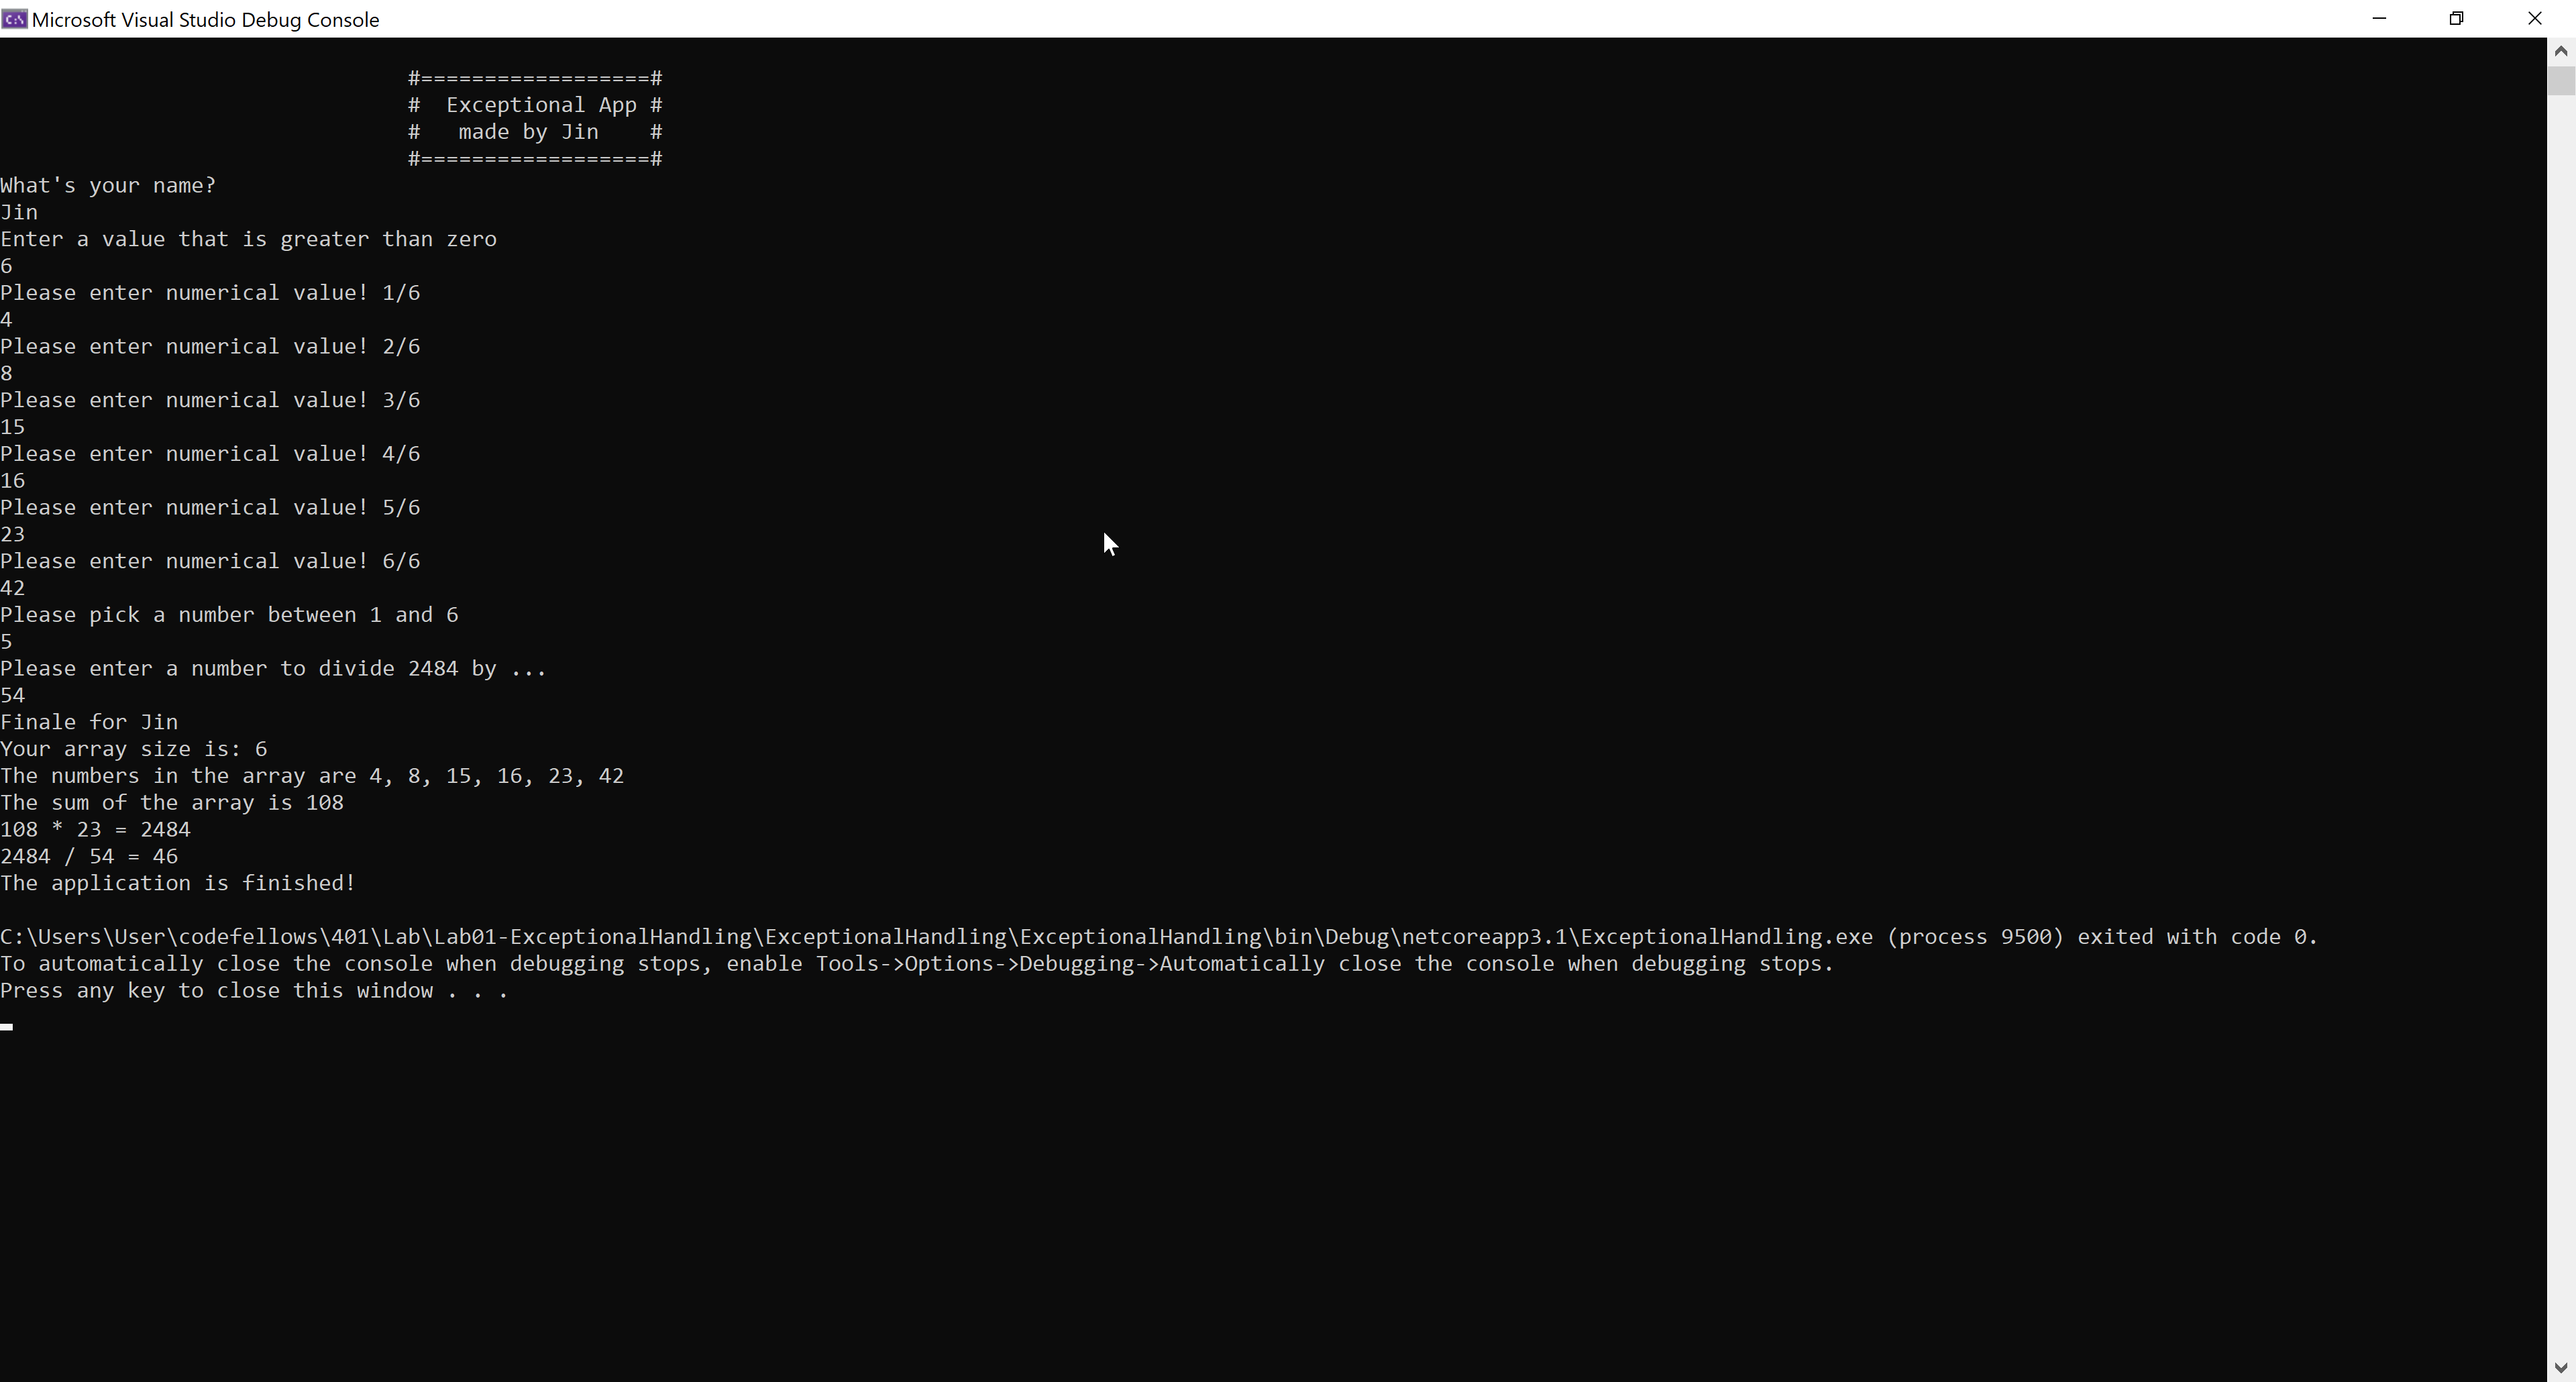 Microsoft Visual Studio Debug Console
#==================#
#  Exceptional App #
#   made by Jin    #
#==================#
What's your name?
Jin
Enter a value that is greater than zero
6
Please enter numerical value! 1/6
4
Please enter numerical value! 2/6
8
Please enter numerical value! 3/6
15
Please enter numerical value! 4/6
16
Please enter numerical value! 5/6
23
Please enter numerical value! 6/6
42
Please pick a number between 1 and 6
5
Please enter a number to divide 2484 by ...
54
Finale for Jin
Your array size is: 6
The numbers in the array are 4, 8, 15, 16, 23, 42
The sum of the array is 108
108 * 23 = 2484
2484 / 54 = 46
The application is finished!
C:\Users\User\codefellows\401\Lab\Lab01-ExceptionalHandling\ExceptionalHandling\ExceptionalHandling\bin\Debug\netcoreapp3.1\ExceptionalHandling.exe (process 9500) exited with code 0.
To automatically close the console when debugging stops, enable Tools->Options->Debugging->Automatically close the console when debugging stops.
Press any key to close this window . . .